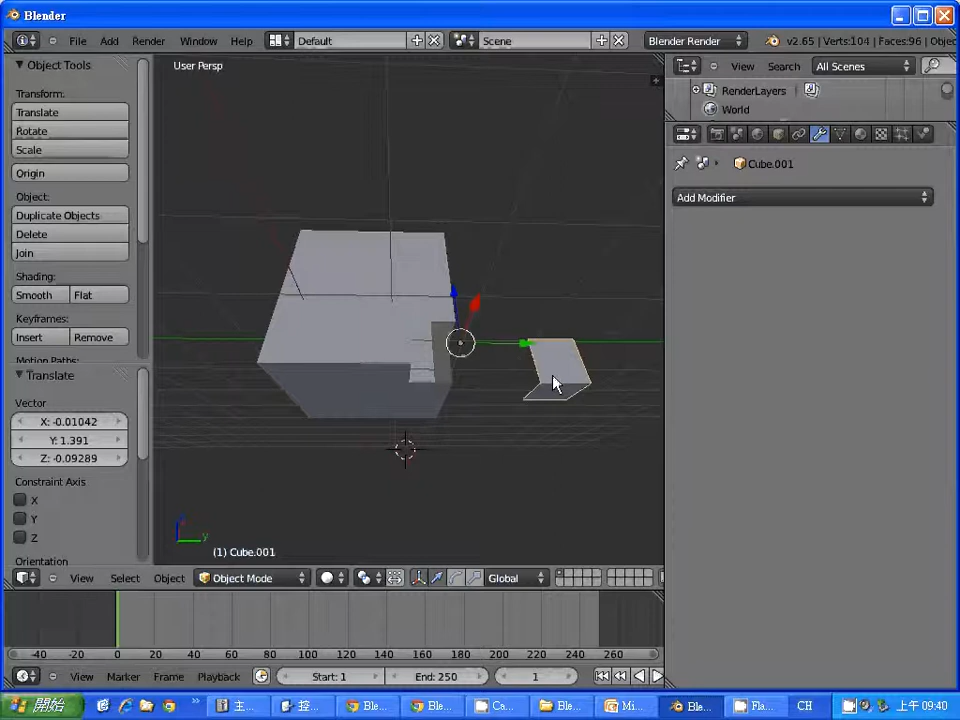 Blender
File Add Render Window Help Default Scene Blender Render v2.65 | Verts:104 | Faces:96 | Objec
Object Tools
User Persp
View Search All Scenes
RenderLayers
World
Transform:
Translate
Rotate
Scale
Origin
Cube.001
Add Modifier
Object:
Duplicate Objects
Delete
Join
Shading:
Smooth Flat
Keyframes:
Insert Remove
Motion Paths:
Translate
Vector
X: -0.01042
Y: 1.391
Z: -0.09289
Constraint Axis
X
Y
Z
Orientation
z
y
(1) Cube.001
View Select Object Object Mode Global
-40 -20 0 20 40 60 80 100 120 140 160 180 200 220 240 260
View Marker Frame Playback Start: 1 End: 250 1
開始 主... 控... Ble... Ble... Ca... Ble... Mi... Ble... Fla... CH 上午 09:40